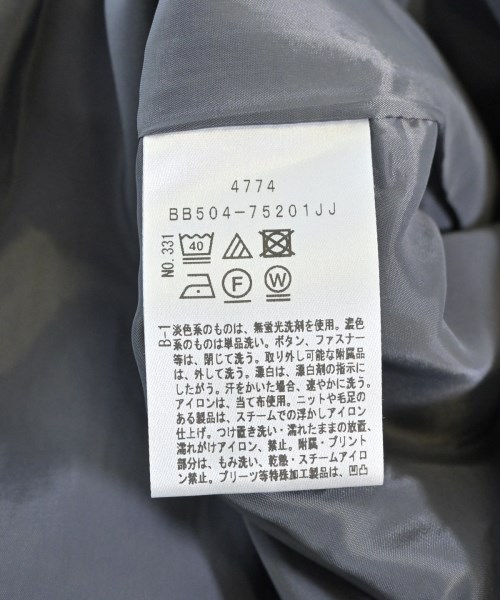 4774
BB504-75201JJ
NO.331
40
F
W
B-1
淡色系のものは、無蛍光洗剤を使用。濃色
系のものは単品洗い。ボタン、ファスナー
等は、閉じて洗う。取り外し可能な附属品
は、外して洗う。漂白は、漂白剤の指示に
したがう。汗をかいた場合、速やかに洗う。
アイロンは、当て布使用。ニットや毛足の
ある製品は、スチームでの浮かしアイロン
仕上げ。つけ置き洗い・濡れたままの放置、
濡れがけアイロン、禁止。附属・プリント
部分は、もみ洗い、乾熱・スチームアイロ
ン禁止。プリーツ等特殊加工製品は、凹凸